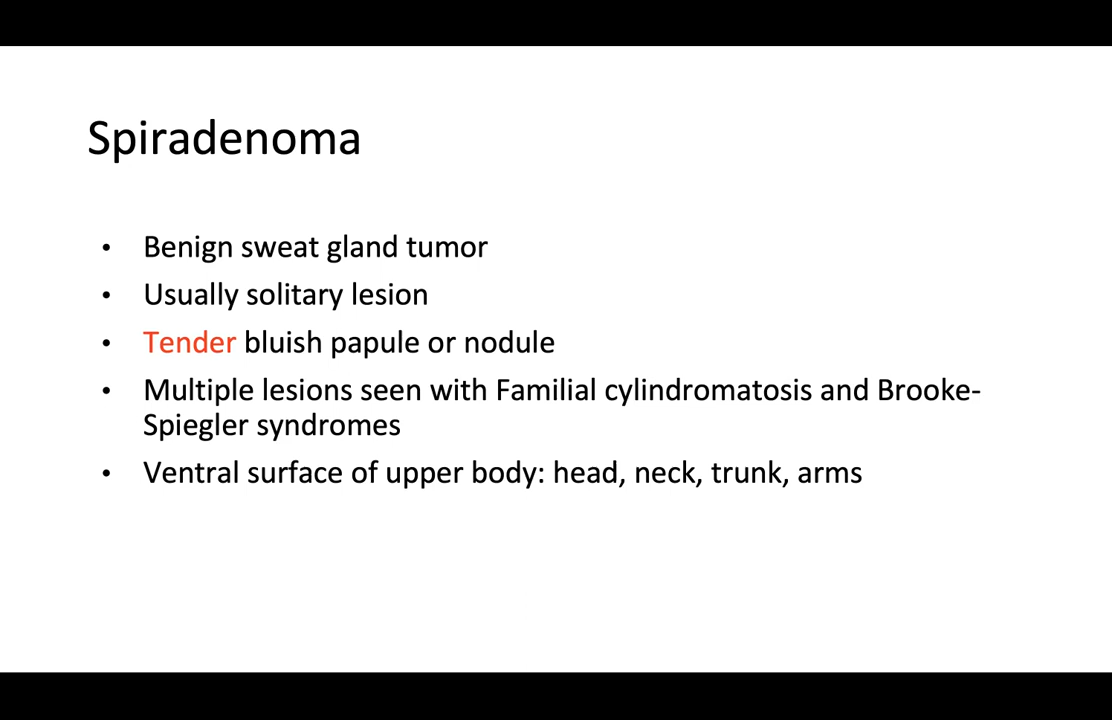 Spiradenoma
• Benign sweat gland tumor
• Usually solitary lesion
• Tender bluish papule or nodule
• Multiple lesions seen with Familial cylindromatosis and Brooke-
Spiegler syndromes
• Ventral surface of upper body: head, neck, trunk, arms